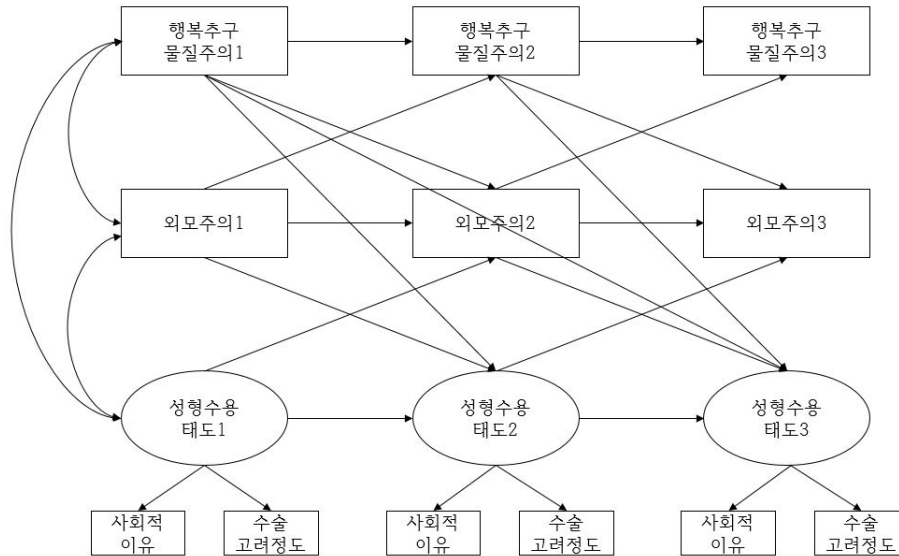 행복추구
물질주의1
행복추구
물질주의2
행복추구
물질주의3
외모주의1
외모주의2
외모주의3
성형수용
태도1
성형수용
태도2
성형수용
태도3
사회적
이유
수술
고려정도
사회적
이유
수술
고려정도
사회적
이유
수술
고려정도